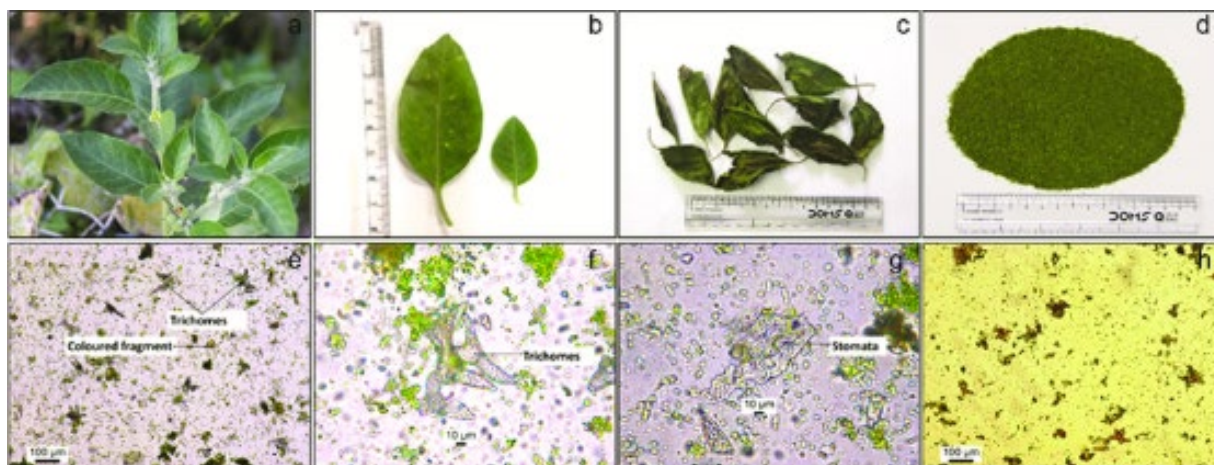 a
b
c
d
e
Trichomes
Coloured fragment
100 μm
f
Trichomes
10 μm
g
Stomata
10 μm
h
100 μm